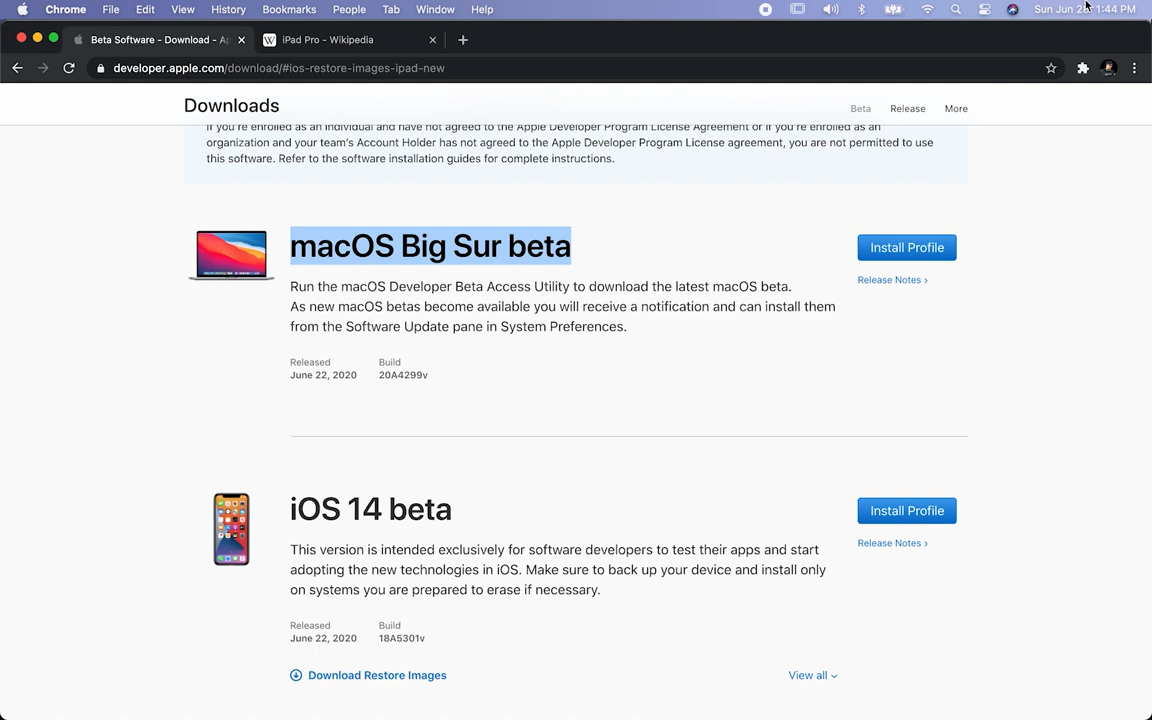 Chrome File Edit View History Bookmarks People Tab Window Help Sun Jun 1:44 PM
Beta Software - Download - Ap iPad Pro - Wikipedia
developer.apple.com/download/#ios-restore-images-ipad-new
Downloads Beta Release More
If you're enrolled as an individual and have not agreed to the Apple Developer Program License Agreement or if you're enrolled as an
organization and your team's Account Holder has not agreed to the Apple Developer Program License agreement, you are not permitted to use
this software. Refer to the software installation guides for complete instructions.
macOS Big Sur beta
Install Profile
Release Notes ›
Run the macOS Developer Beta Access Utility to download the latest macOS beta.
As new macOS betas become available you will receive a notification and can install them
from the Software Update pane in System Preferences.
Released Build
June 22, 2020 20A4299v
iOS 14 beta
Install Profile
Release Notes ›
This version is intended exclusively for software developers to test their apps and start
adopting the new technologies in iOS. Make sure to back up your device and install only
on systems you are prepared to erase if necessary.
Released Build
June 22, 2020 18A5301v
Download Restore Images View all